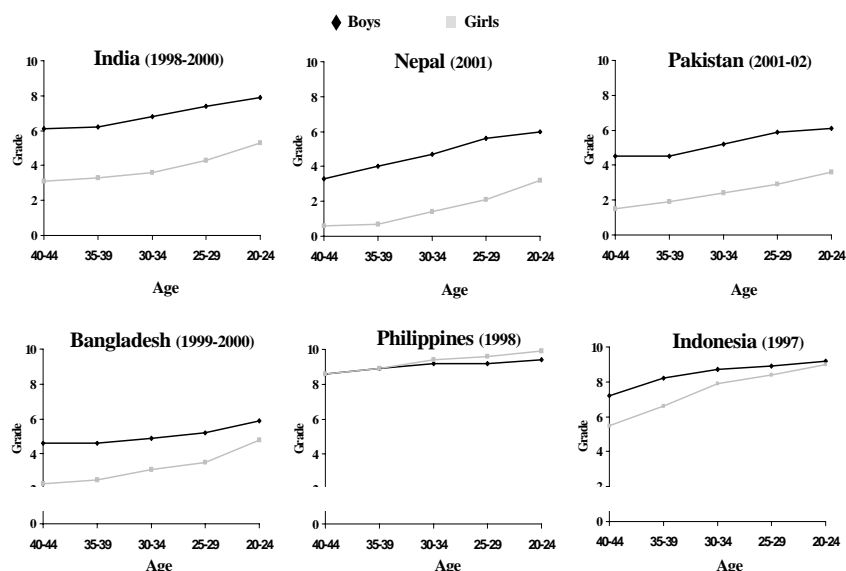 Boys Girls
India (1998-2000)
10
8
6
4
2
0
Grade
40-44 35-39 30-34 25-29 20-24
Age
Nepal (2001)
10
8
6
4
2
0
Grade
40-44 35-39 30-34 25-29 20-24
Age
Pakistan (2001-02)
10
8
6
4
2
0
Grade
40-44 35-39 30-34 25-29 20-24
Age
Bangladesh (1999-2000)
10
8
6
4
2
0
Grade
40-44 35-39 30-34 25-29 20-24
Age
Philippines (1998)
10
8
6
4
2
0
Grade
40-44 35-39 30-34 25-29 20-24
Age
Indonesia (1997)
10
8
6
4
2
0
Grade
40-44 35-39 30-34 25-29 20-24
Age